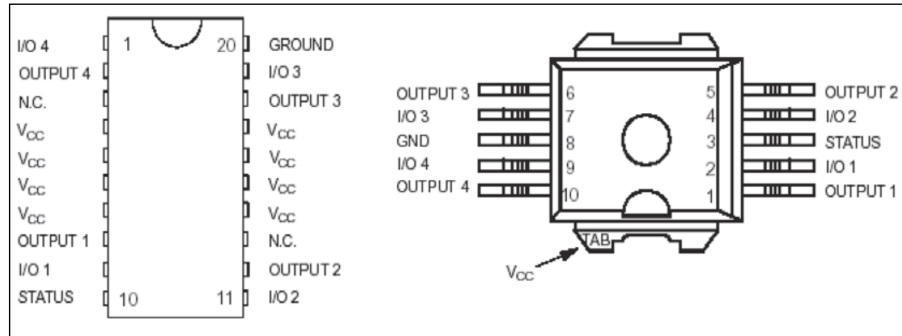 I/O 4 1 20 GROUND
OUTPUT 4 I/O 3
N.C. OUTPUT 3
VCC VCC
VCC VCC
VCC VCC
VCC VCC
OUTPUT 1 N.C.
I/O 1 OUTPUT 2
STATUS 10 11 I/O 2
OUTPUT 3 6 5 OUTPUT 2
I/O 3 7 4 I/O 2
GND 8 3 STATUS
I/O 4 9 2 I/O 1
OUTPUT 4 10 1 OUTPUT 1
TAB
VCC